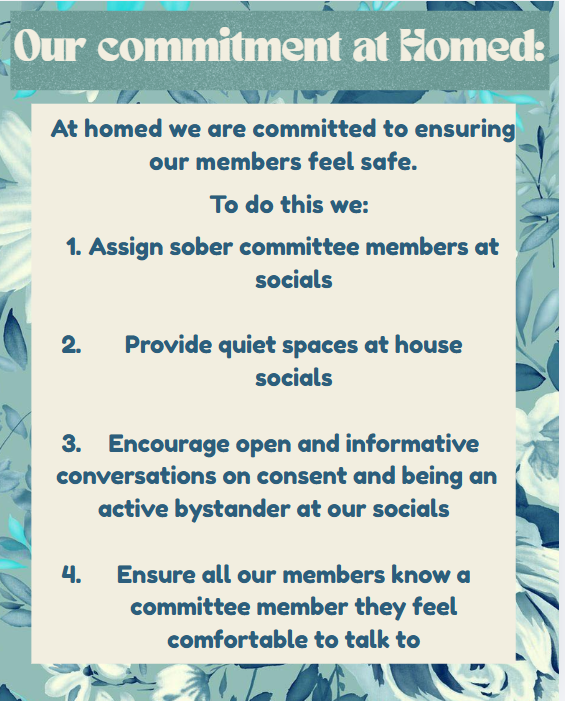 Our commitment at Homed:
At homed we are committed to ensuring
our members feel safe.
To do this we:
1. Assign sober committee members at
socials
2. Provide quiet spaces at house
socials
3. Encourage open and informative
conversations on consent and being an
active bystander at our socials
4. Ensure all our members know a
committee member they feel
comfortable to talk to